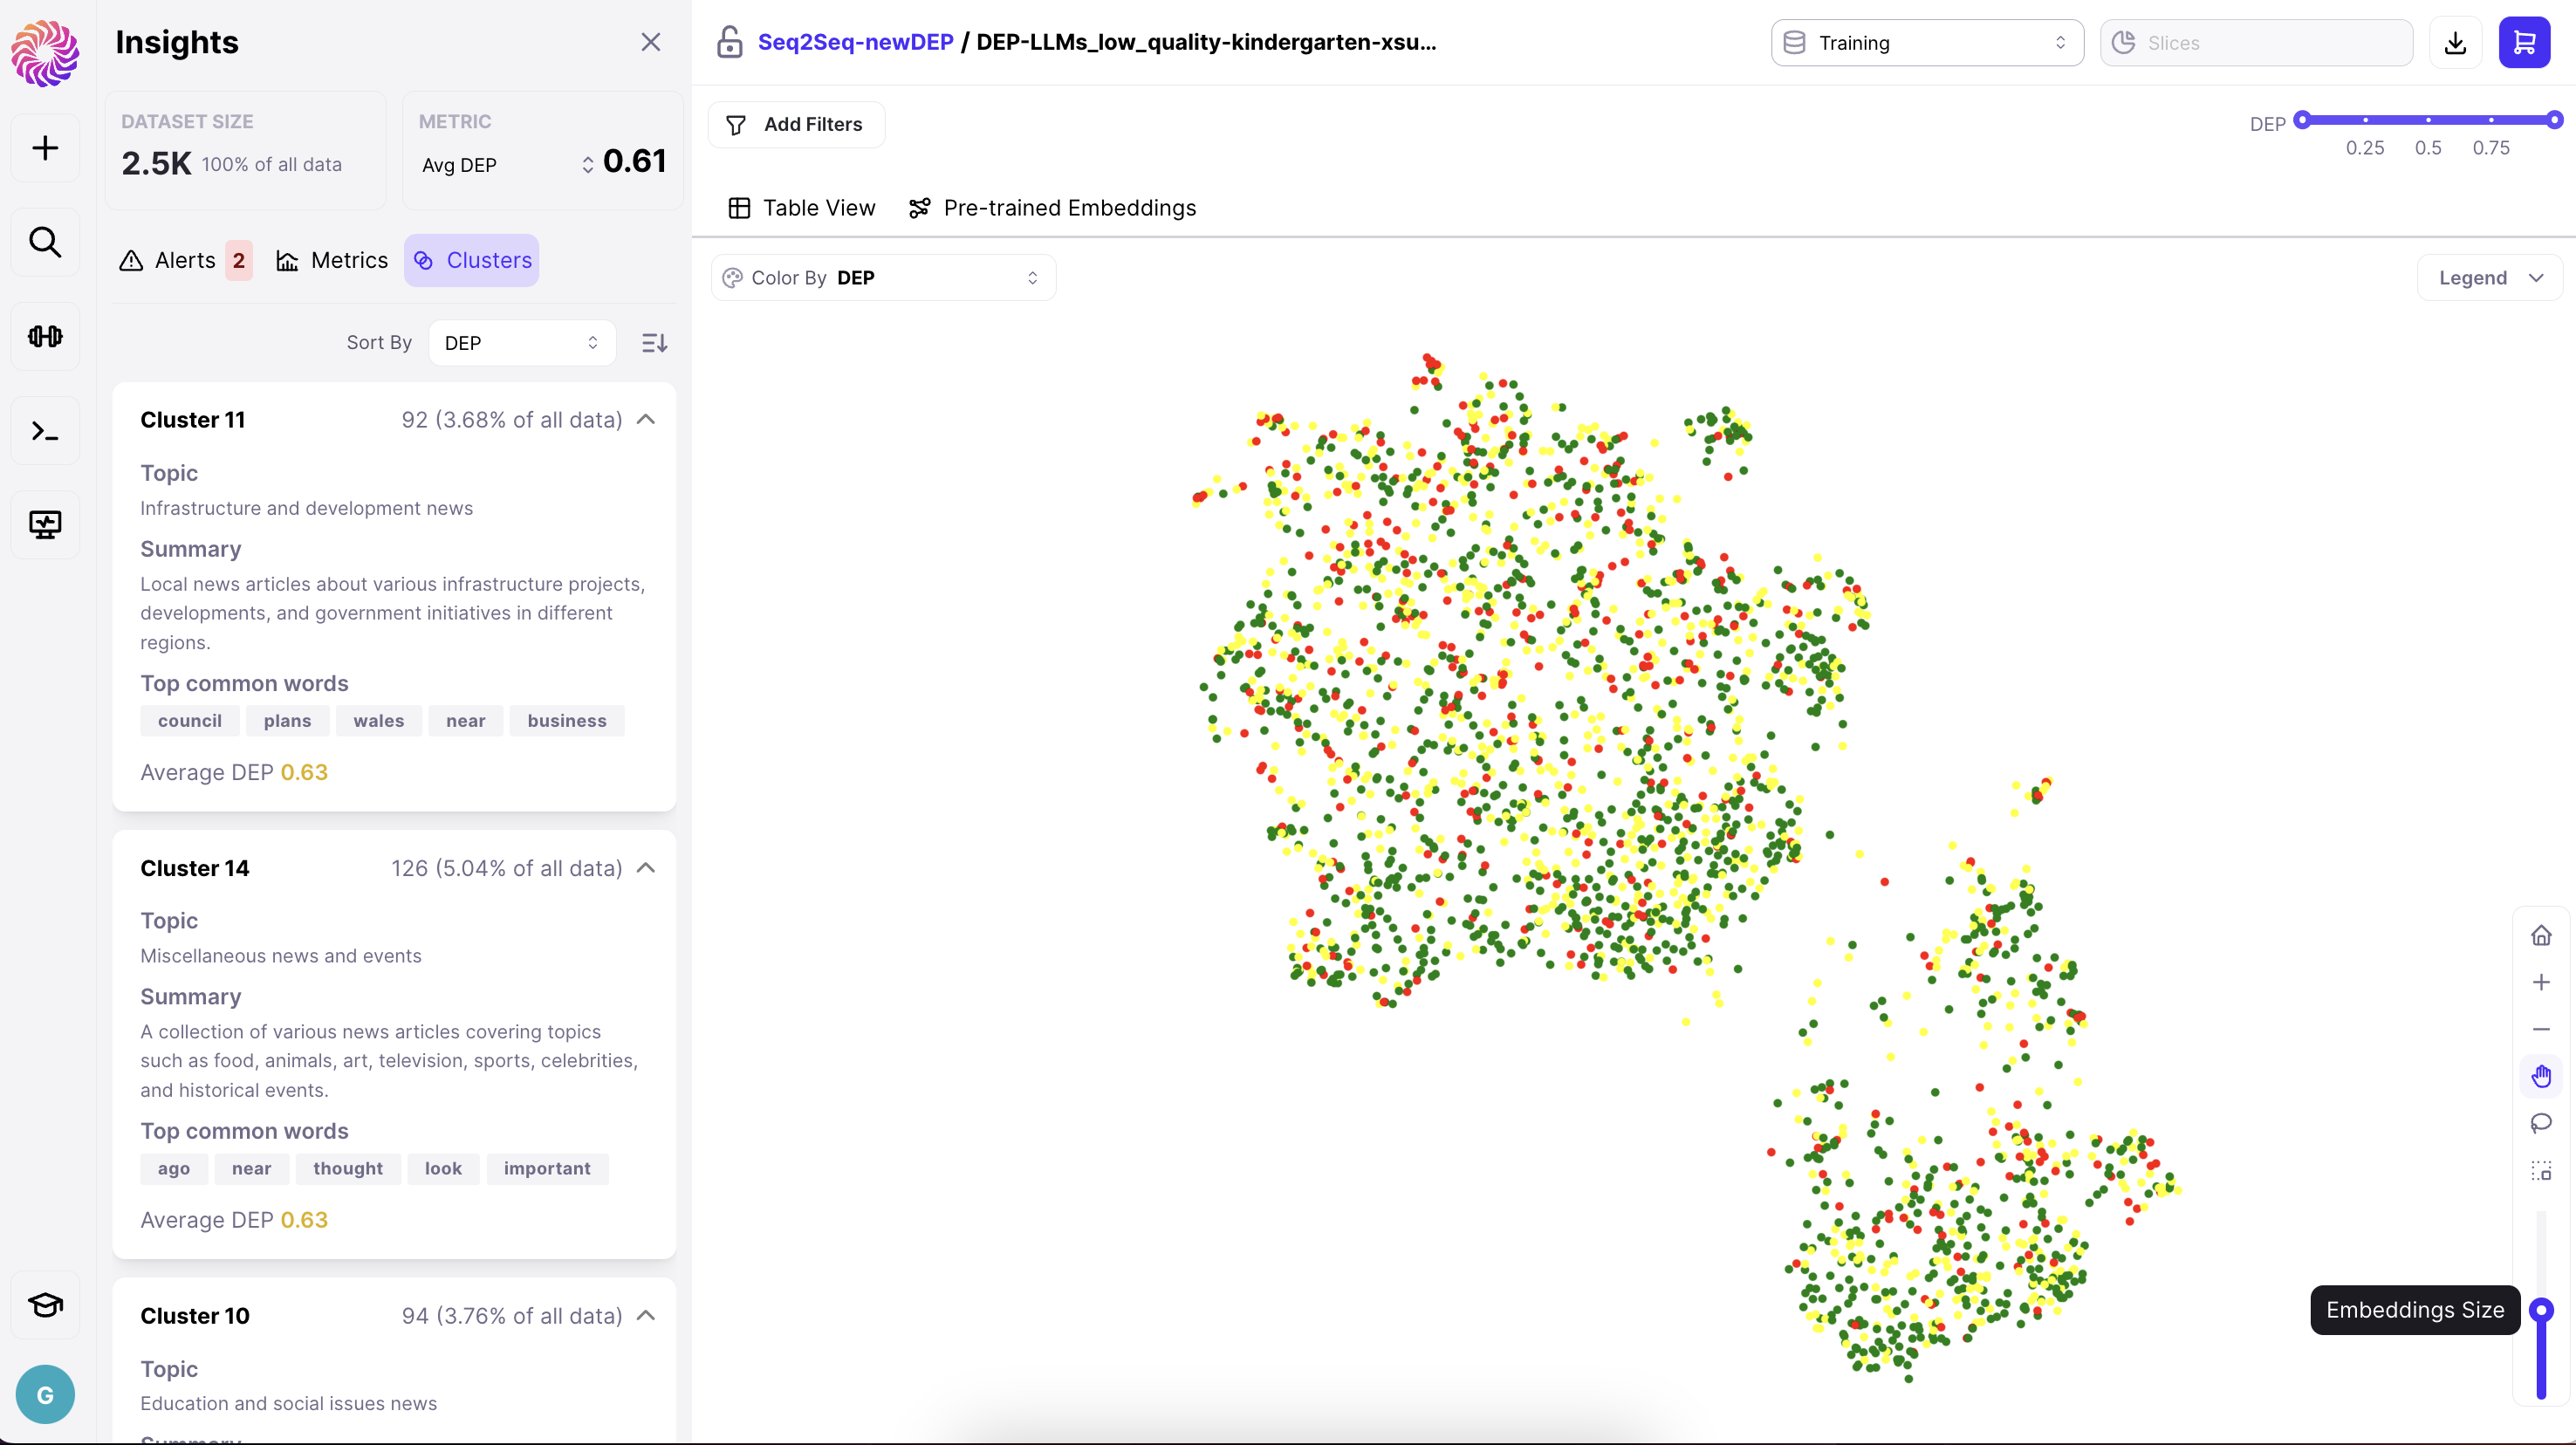 Insights
DATASET SIZE
2.5K 100% of all data
METRIC
Avg DEP 0.61
Alerts 2 Metrics Clusters
Sort By DEP
Cluster 11 92 (3.68% of all data)
Topic
Infrastructure and development news
Summary
Local news articles about various infrastructure projects,
developments, and government initiatives in different
regions.
Top common words
council plans wales near business
Average DEP 0.63
Cluster 14 126 (5.04% of all data)
Topic
Miscellaneous news and events
Summary
A collection of various news articles covering topics
such as food, animals, art, television, sports, celebrities,
and historical events.
Top common words
ago near thought look important
Average DEP 0.63
Cluster 10 94 (3.76% of all data)
Topic
Education and social issues news
Summary
G
Seq2Seq-newDEP / DEP-LLMs_low_quality-kindergarten-xsu...
Training
Slices
Add Filters
DEP
0.25 0.5 0.75
Table View Pre-trained Embeddings
Color By DEP
Legend
Embeddings Size